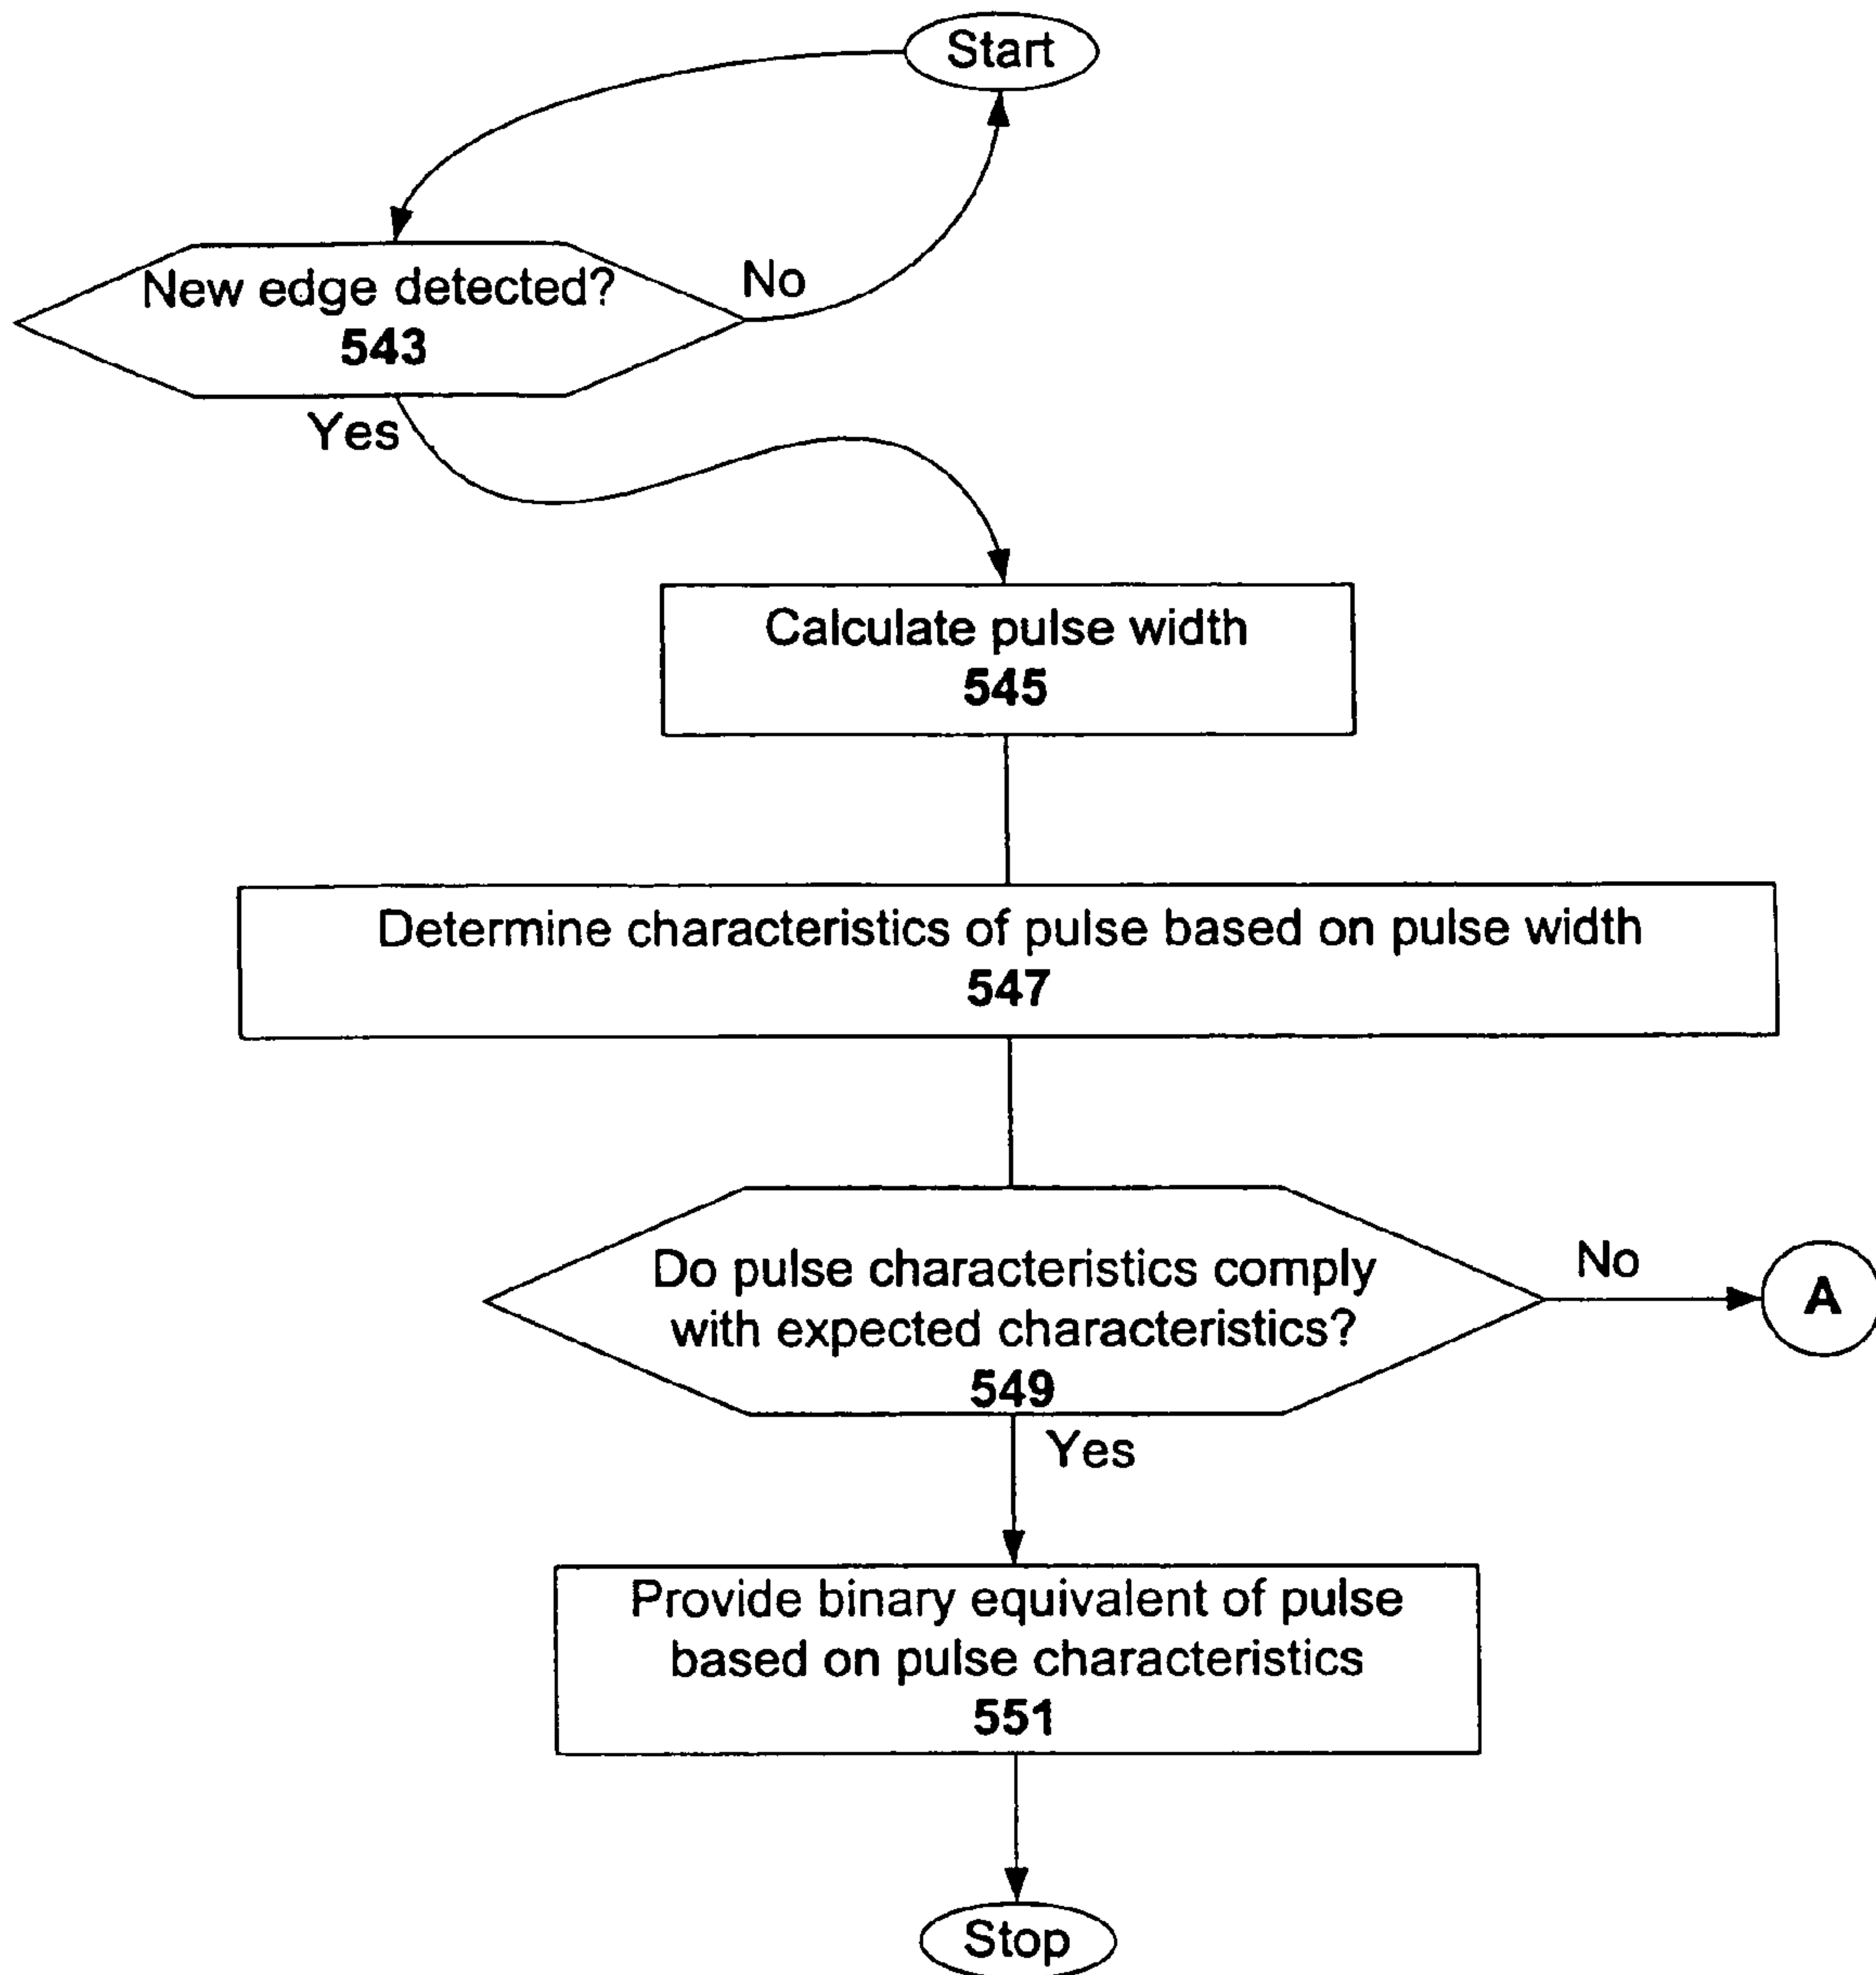 Start
New edge detected?
543
No
Yes
Calculate pulse width
545
Determine characteristics of pulse based on pulse width
547
Do pulse characteristics comply
with expected characteristics?
549
No
A
Yes
Provide binary equivalent of pulse
based on pulse characteristics
551
Stop